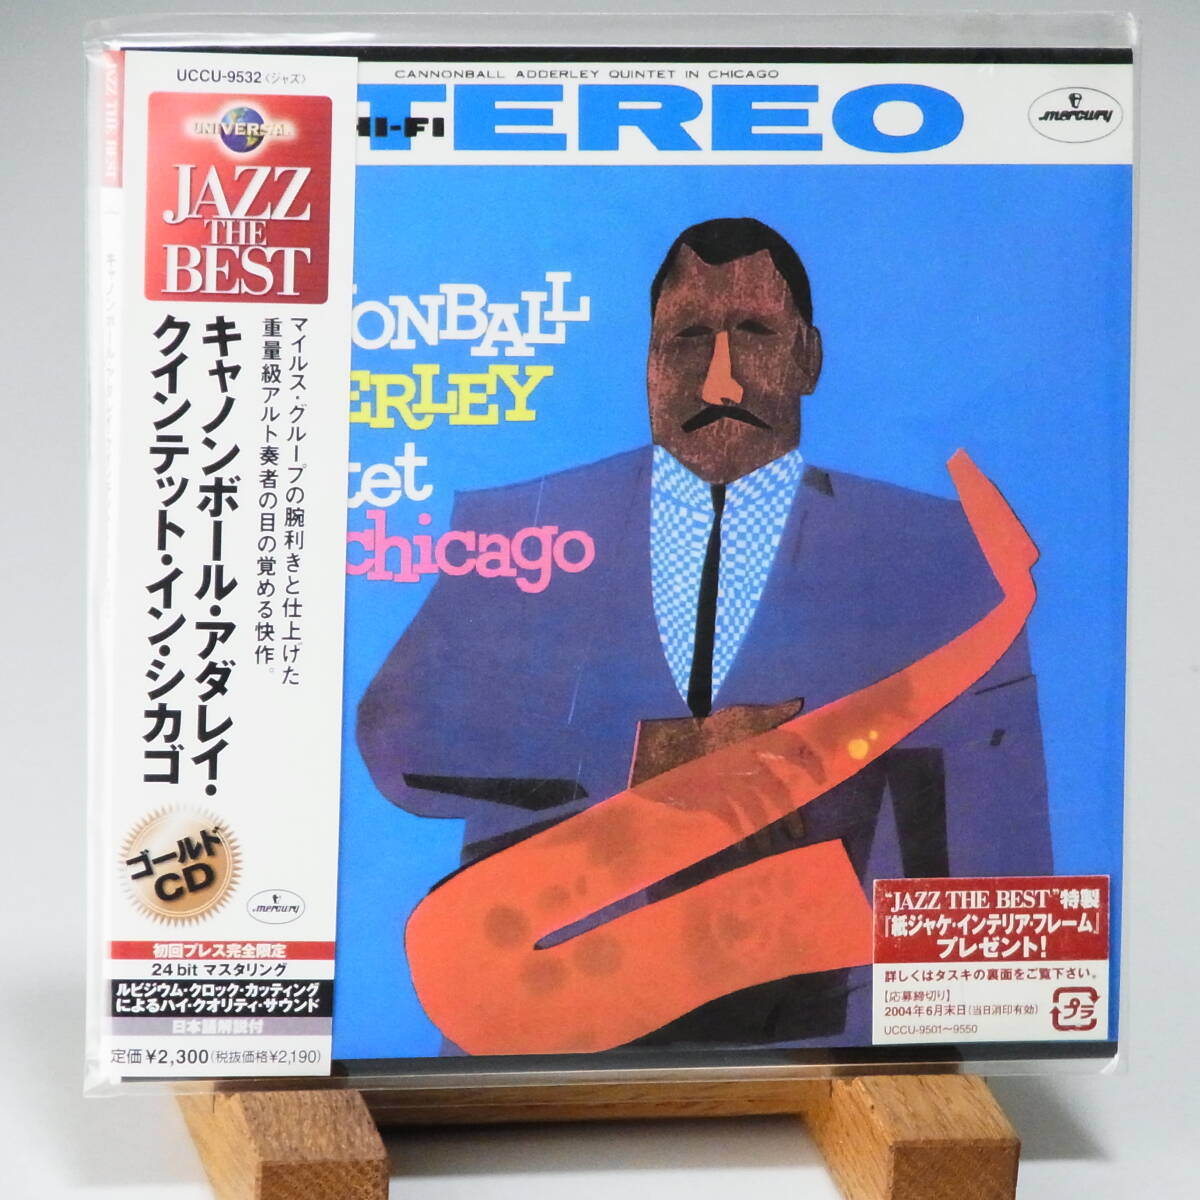 UCCU-9532〈ジャズ〉
UNIVERSAL
JAZZ
THE
BEST
マイルス・グループの腕利きと仕上げた
重量級アルト奏者の目の覚める快作。
キャノンボール・アダレイ・
クインテット・イン・シカゴ
ゴールド
CD
mercury
初回プレス完全限定
24bit マスタリング
ルビジウム・クロック・カッティング
によるハイ・クオリティ・サウンド
日本語解説付
定価¥2,300(税抜価格¥2,190)
JAZZ THE BEST
CANNONBALL ADDERLEY QUINTET IN CHICAGO
TEREO
HI-FI
mercury
NONBALL
ERLEY
tet
chicago
"JAZZ THE BEST"特製
『紙ジャケ・インテリア・フレーム』
プレゼント!
詳しくはタスキの裏面をご覧下さい。
【応募締切り】
2004年6月末日(当日消印有効)
UCCU-9501〜9550
プラ